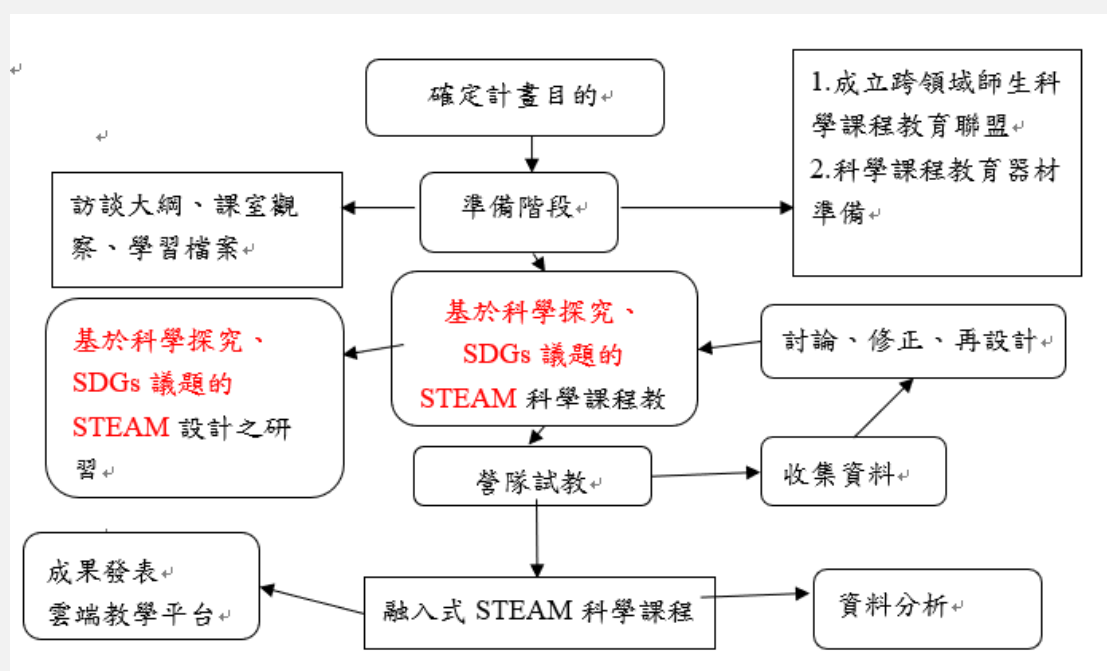 確定計畫目的
1.成立跨領域師生科
學課程教育聯盟
2.科學課程教育器材
準備
訪談大綱、課室觀
察、學習檔案
準備階段
基於科學探究、
SDGs 議題的
STEAM 設計之研
習
基於科學探究、
SDGs 議題的
STEAM 科學課程教
討論、修正、再設計
營隊試教
收集資料
成果發表
雲端教學平台
融入式 STEAM 科學課程
資料分析